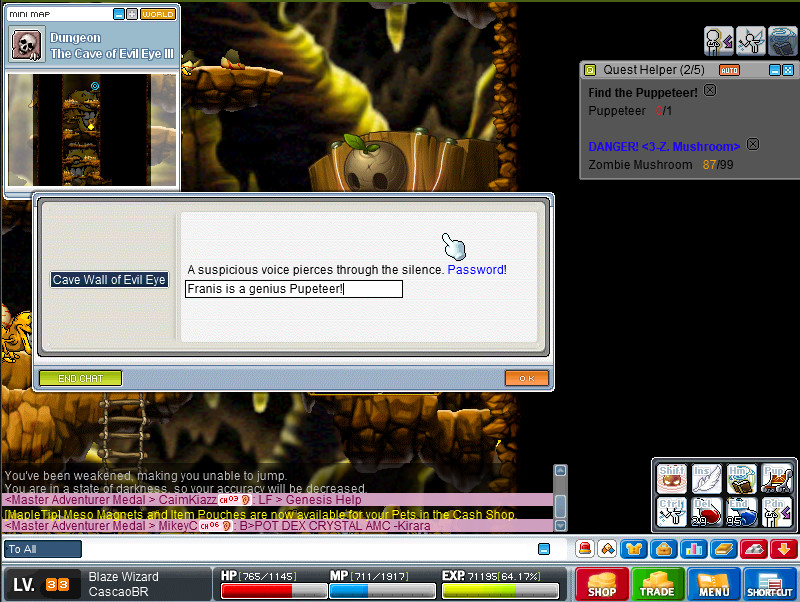 MINI MAP
WORLD
Dungeon
The Cave of Evil Eye III
Quest Helper (2/5)
AUTO
Find the Puppeteer!
Puppeteer /1
DANGER! <3-Z. Mushroom>
Zombie Mushroom 87/99
Cave Wall of Evil Eye
A suspicious voice pierces through the silence. Password!
Franis is a genius Pupeteer!
END CHAT
OK
You've been weakened, making you unable to jump.
You are in a state of darkness, so your accuracy will be decreased.
<Master Adventurer Medal > CaimKiazz CH 03 : LF > Genesis Help
[MapleTip] Meso Magnets and Item Pouches are now available for your Pets in the Cash Shop.
<Master Adventurer Medal > MikeyC CH 06 : B>POT DEX CRYSTAL AMC -Kirara
Shift Ins Hm Pup
Ctrl Del End Pdn
To All
LV. 33
Blaze Wizard
CascaoBR
HP [765/1145]
MP [711/1917]
EXP 71195[64.17%]
SHOP
TRADE
MENU
SHORT CUT